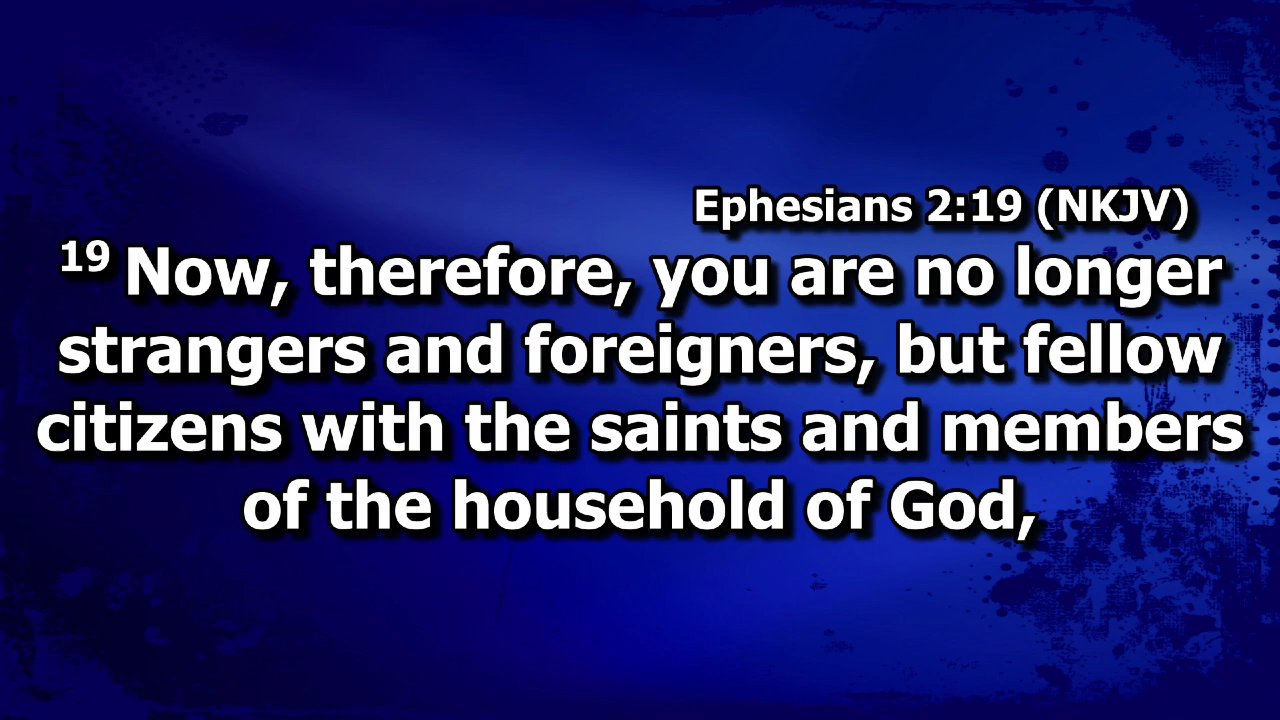 Ephesians 2:19 (NKJV)
19 Now, therefore, you are no longer
strangers and foreigners, but fellow
citizens with the saints and members
of the household of God,